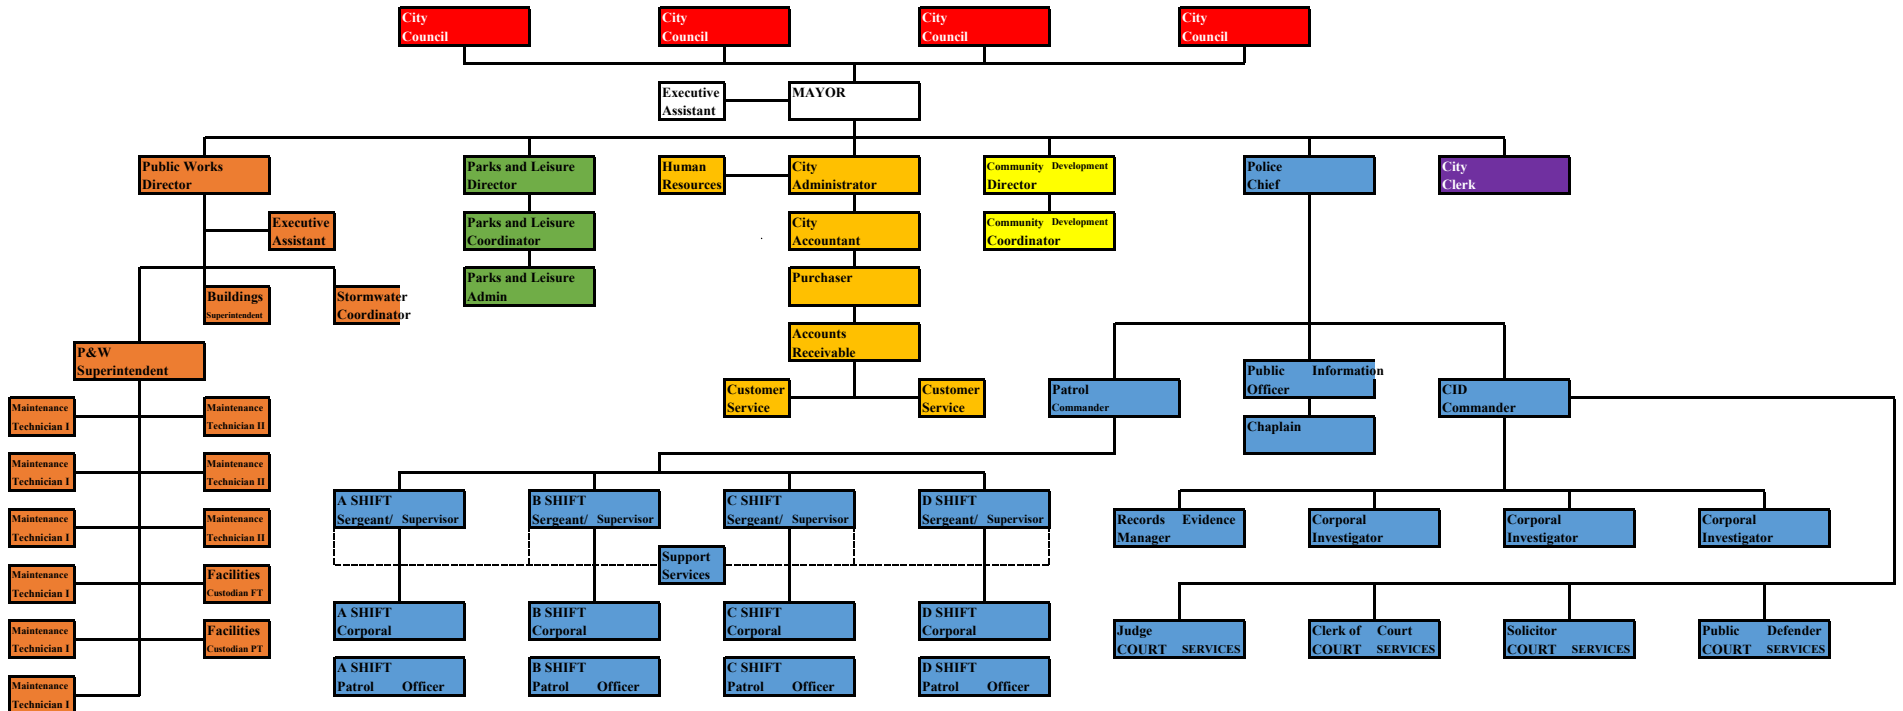 City
Council
City
Council
City
Council
City
Council
Executive
Assistant
MAYOR
Public Works
Director
Parks and Leisure
Director
Human
Resources
City
Administrator
Community Development
Director
Police
Chief
City
Clerk
Executive
Assistant
Parks and Leisure
Coordinator
City
Accountant
Community Development
Coordinator
Parks and Leisure
Admin
Purchaser
Buildings
Superintendent
Stormwater
Coordinator
Accounts
Receivable
P&W
Superintendent
Public Information
Officer
Customer
Service
Customer
Service
Patrol
Commander
CID
Commander
Chaplain
Maintenance
Technician I
Maintenance
Technician II
Maintenance
Technician I
Maintenance
Technician II
Maintenance
Technician I
Maintenance
Technician II
Maintenance
Technician I
Facilities
Custodian FT
Maintenance
Technician I
Facilities
Custodian PT
Maintenance
Technician I
A SHIFT
Sergeant/ Supervisor
B SHIFT
Sergeant/ Supervisor
C SHIFT
Sergeant/ Supervisor
D SHIFT
Sergeant/ Supervisor
Records Evidence
Manager
Corporal
Investigator
Corporal
Investigator
Corporal
Investigator
Support
Services
A SHIFT
Corporal
B SHIFT
Corporal
C SHIFT
Corporal
D SHIFT
Corporal
Judge
COURT SERVICES
Clerk of Court
COURT SERVICES
Solicitor
COURT SERVICES
Public Defender
COURT SERVICES
A SHIFT
Patrol Officer
B SHIFT
Patrol Officer
C SHIFT
Patrol Officer
D SHIFT
Patrol Officer